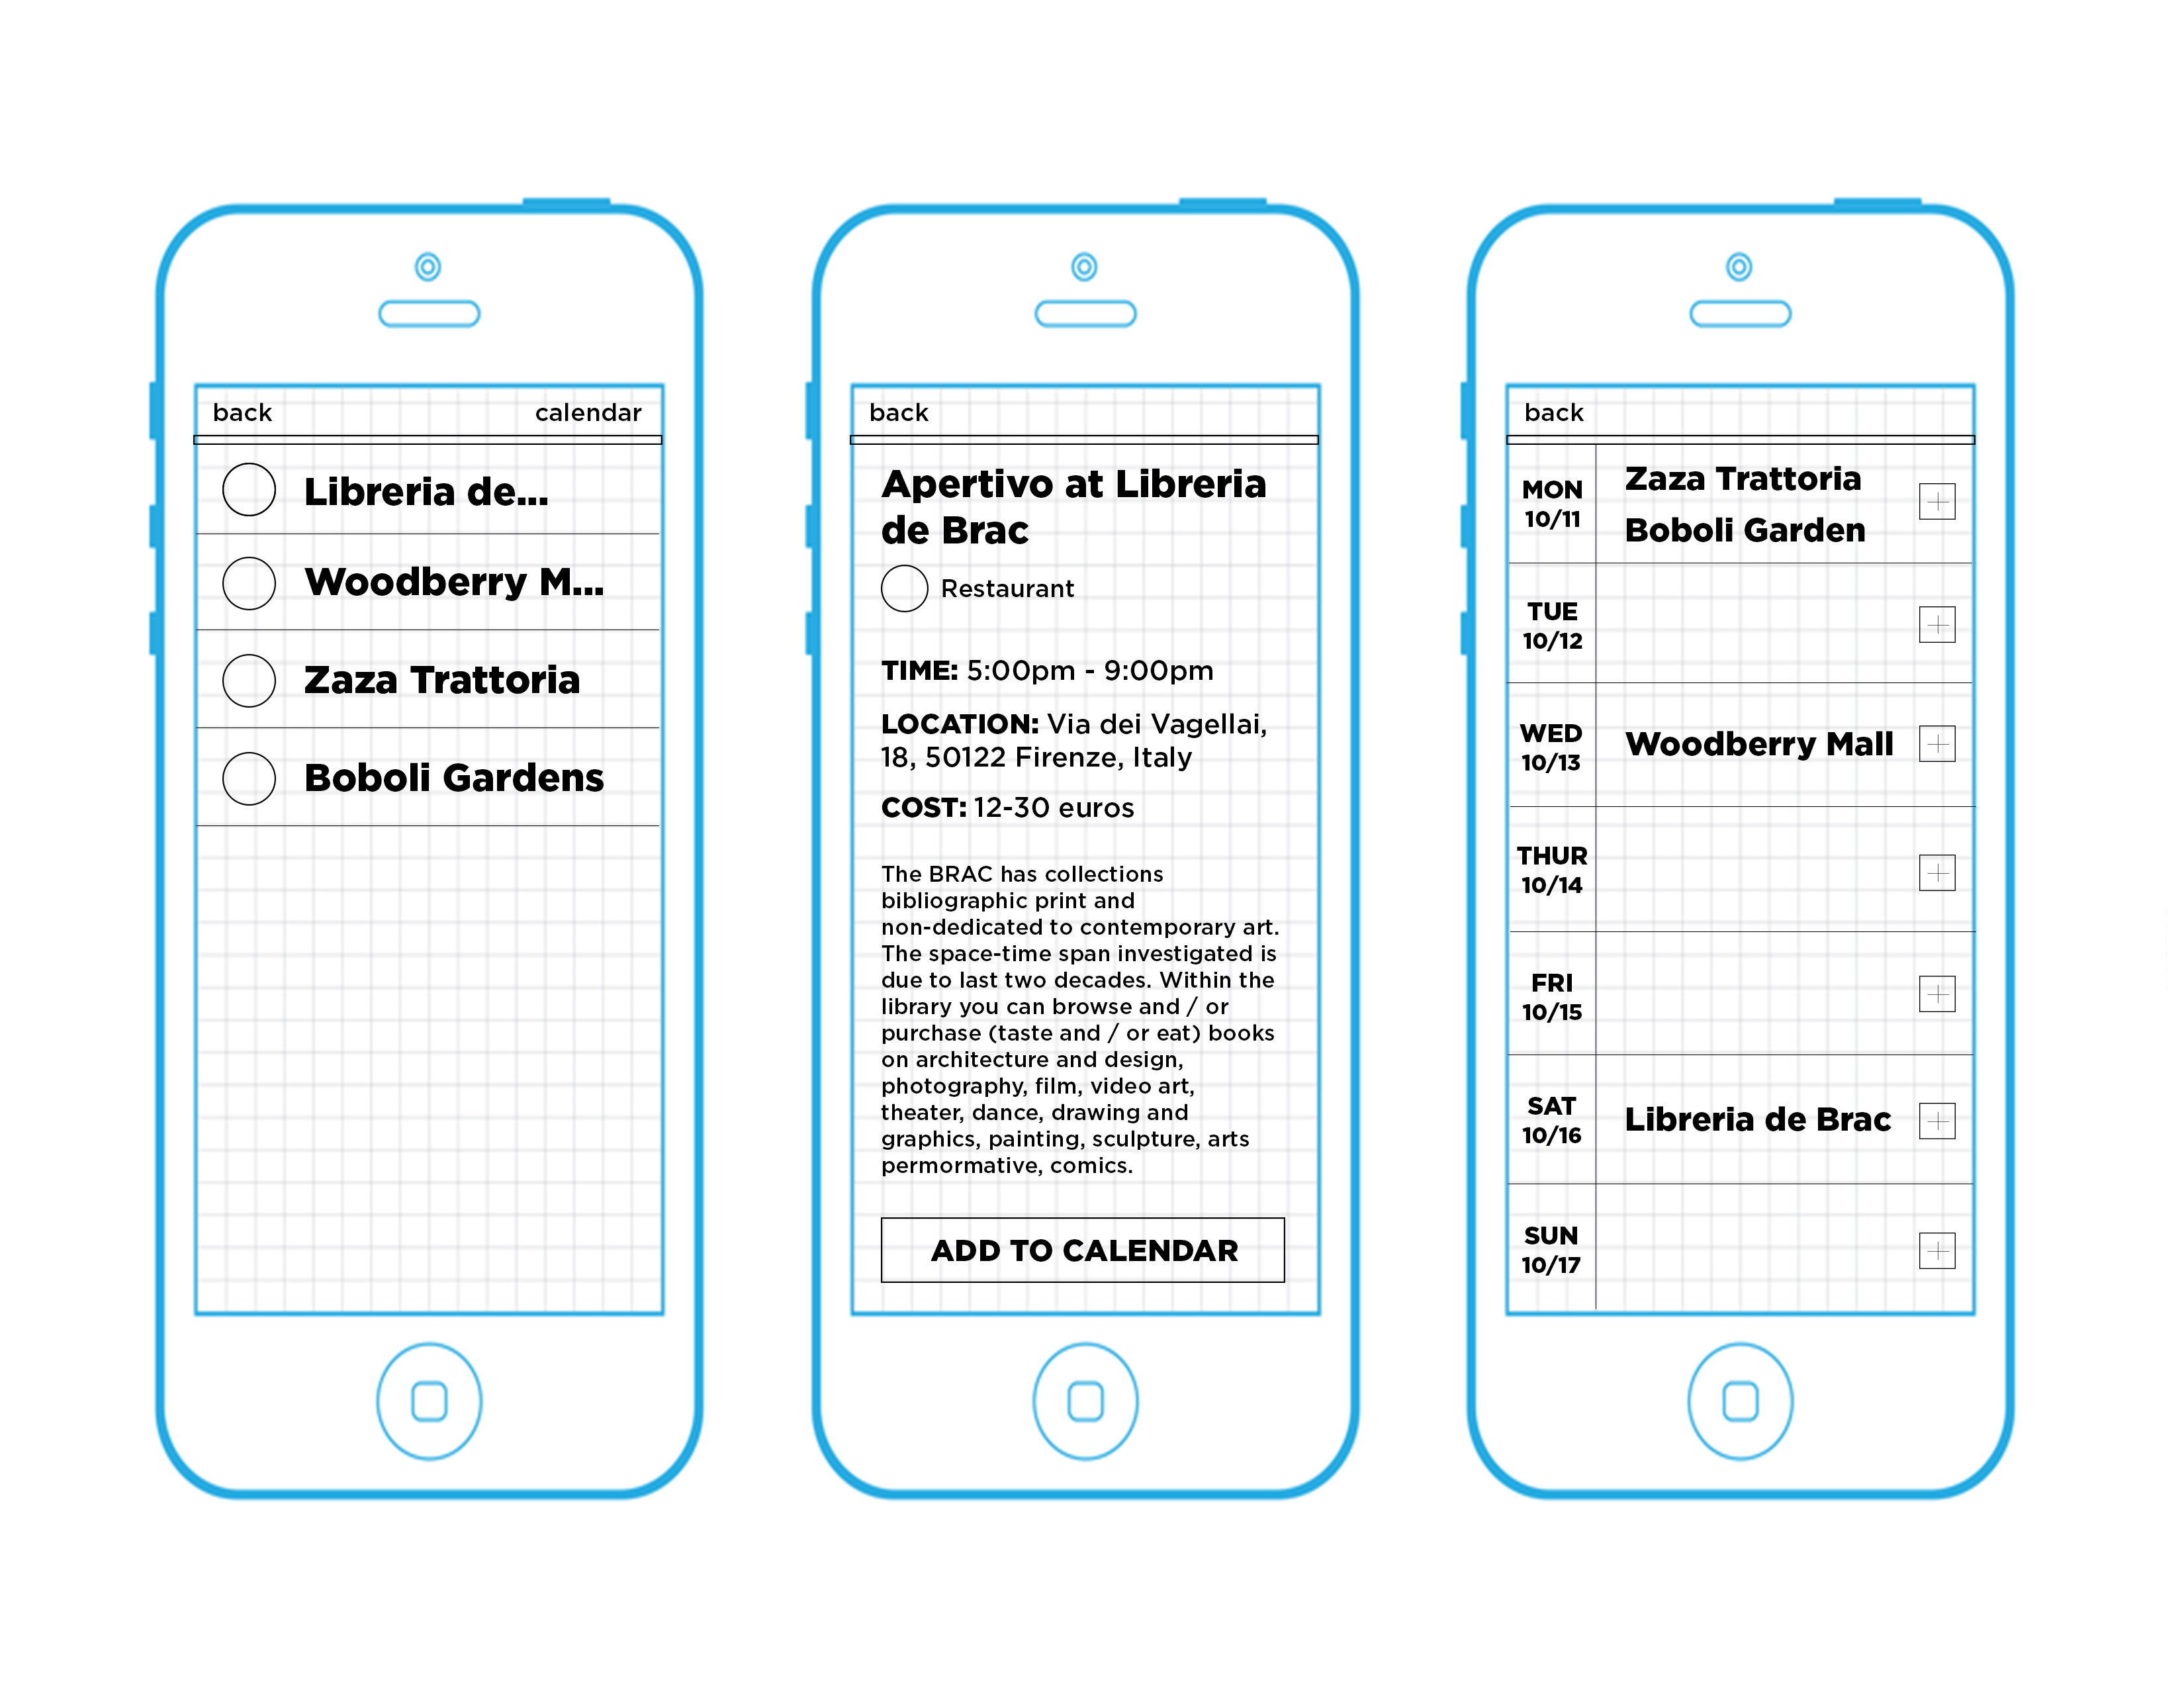 back calendar
Libreria de...
Woodberry M...
Zaza Trattoria
Boboli Gardens
back
Apertivo at Libreria
de Brac
Restaurant
TIME: 5:00pm - 9:00pm
LOCATION: Via dei Vagellai,
18, 50122 Firenze, Italy
COST: 12-30 euros
The BRAC has collections
bibliographic print and
non-dedicated to contemporary art.
The space-time span investigated is
due to last two decades. Within the
library you can browse and / or
purchase (taste and / or eat) books
on architecture and design,
photography, film, video art,
theater, dance, drawing and
graphics, painting, sculpture, arts
permormative, comics.
ADD TO CALENDAR
back
MON
10/11
Zaza Trattoria
Boboli Garden
TUE
10/12
WED
10/13
Woodberry Mall
THUR
10/14
FRI
10/15
SAT
10/16
Libreria de Brac
SUN
10/17